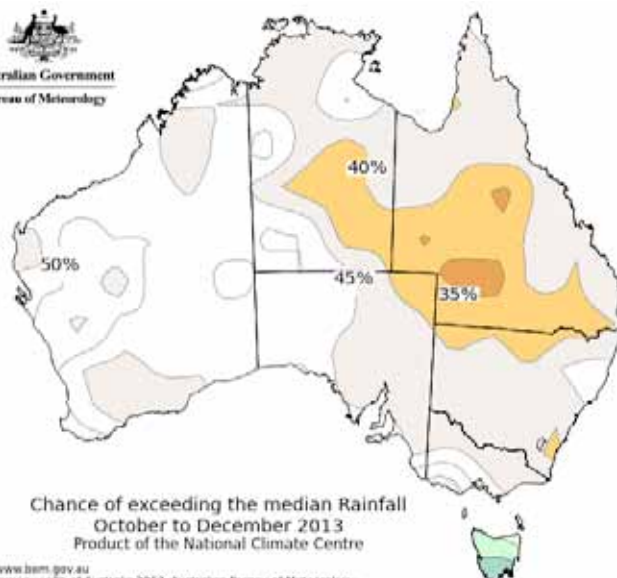 ralian Government
reau of Meteorology
40%
50%
45%
35%
Chance of exceeding the median Rainfall
October to December 2013
Product of the National Climate Centre
www.bom.gov.au